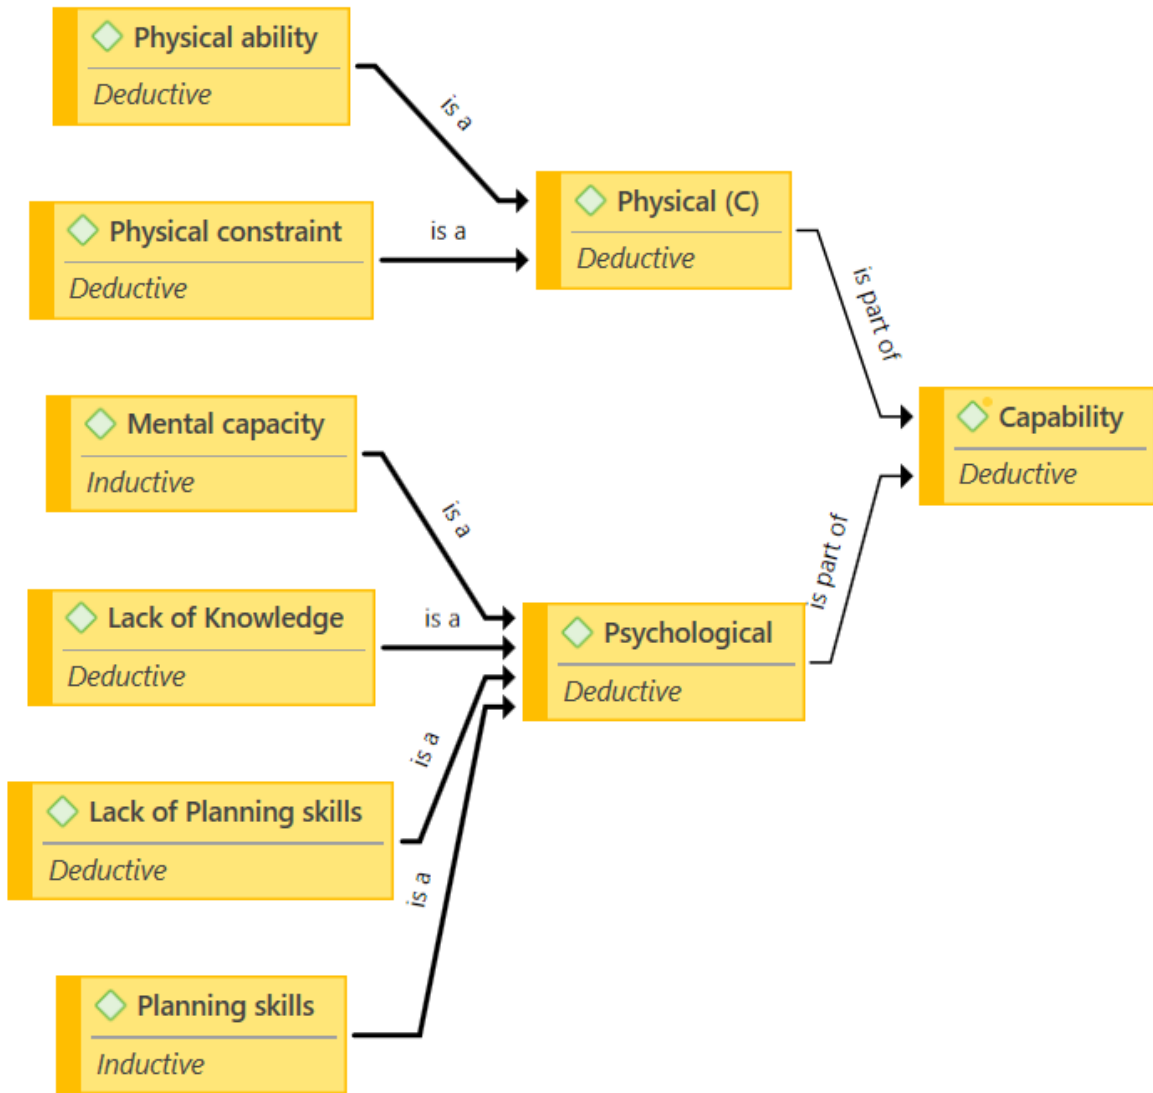 Physical ability
Deductive
is a
Physical (C)
Deductive
Physical constraint
Deductive
is a
is part of
Mental capacity
Inductive
is a
Capability
Deductive
Lack of Knowledge
Deductive
is a
Psychological
Deductive
is part of
Lack of Planning skills
Deductive
is a
is a
Planning skills
Inductive